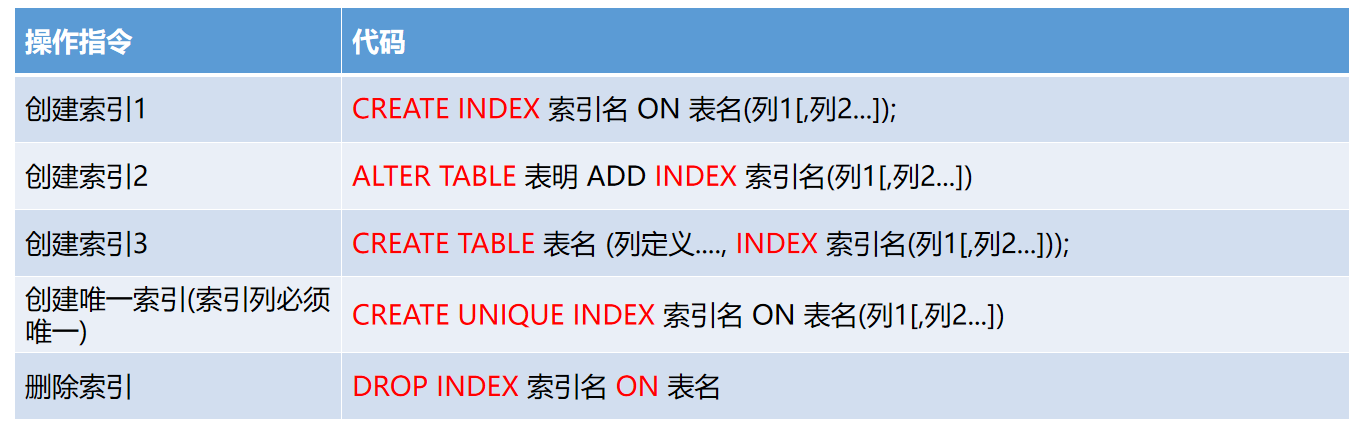 操作指令 代码
创建索引1 CREATE INDEX 索引名 ON 表名(列1[,列2...]);
创建索引2 ALTER TABLE 表明 ADD INDEX 索引名(列1[,列2...])
创建索引3 CREATE TABLE 表名 (列定义...., INDEX 索引名(列1[,列2...]));
创建唯一索引(索引列必须
唯一) CREATE UNIQUE INDEX 索引名 ON 表名(列1[,列2...])
删除索引 DROP INDEX 索引名 ON 表名